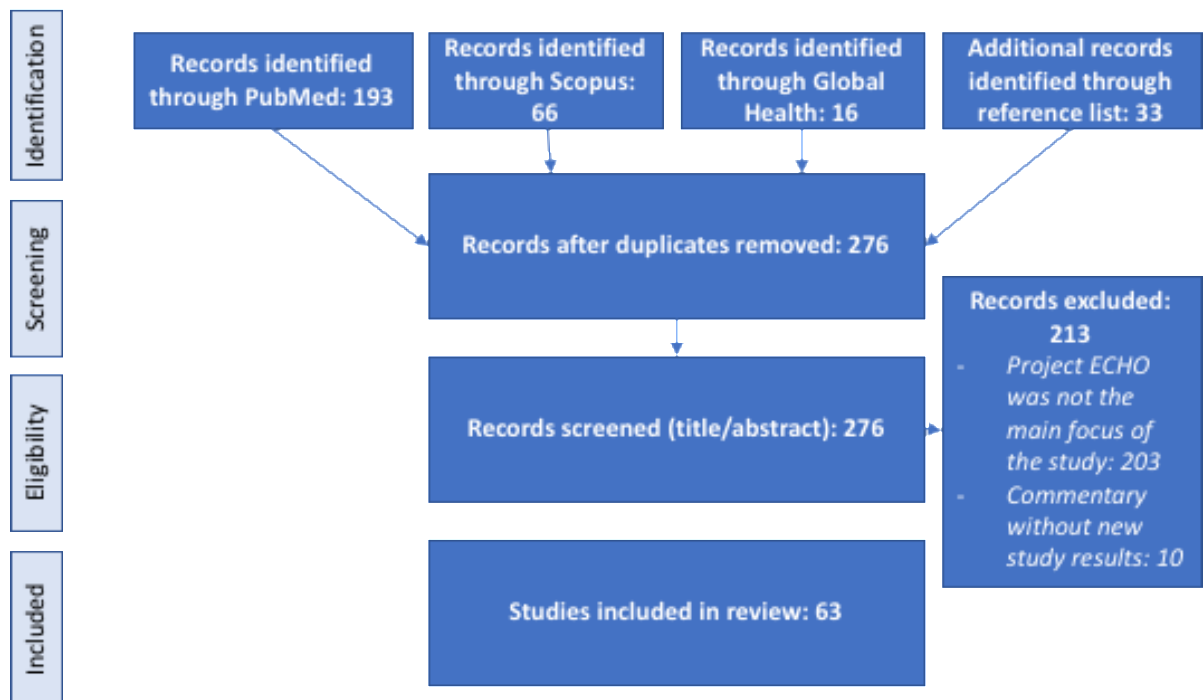 Identification
Records identified
through PubMed: 193
Records identified
through Scopus:
66
Records identified
through Global
Health: 16
Additional records
identified through
reference list: 33
Screening
Records after duplicates removed: 276
Eligibility
Records screened (title/abstract): 276
Records excluded:
213
- Project ECHO
was not the
main focus of
the study: 203
- Commentary
without new
study results: 10
Included
Studies included in review: 63